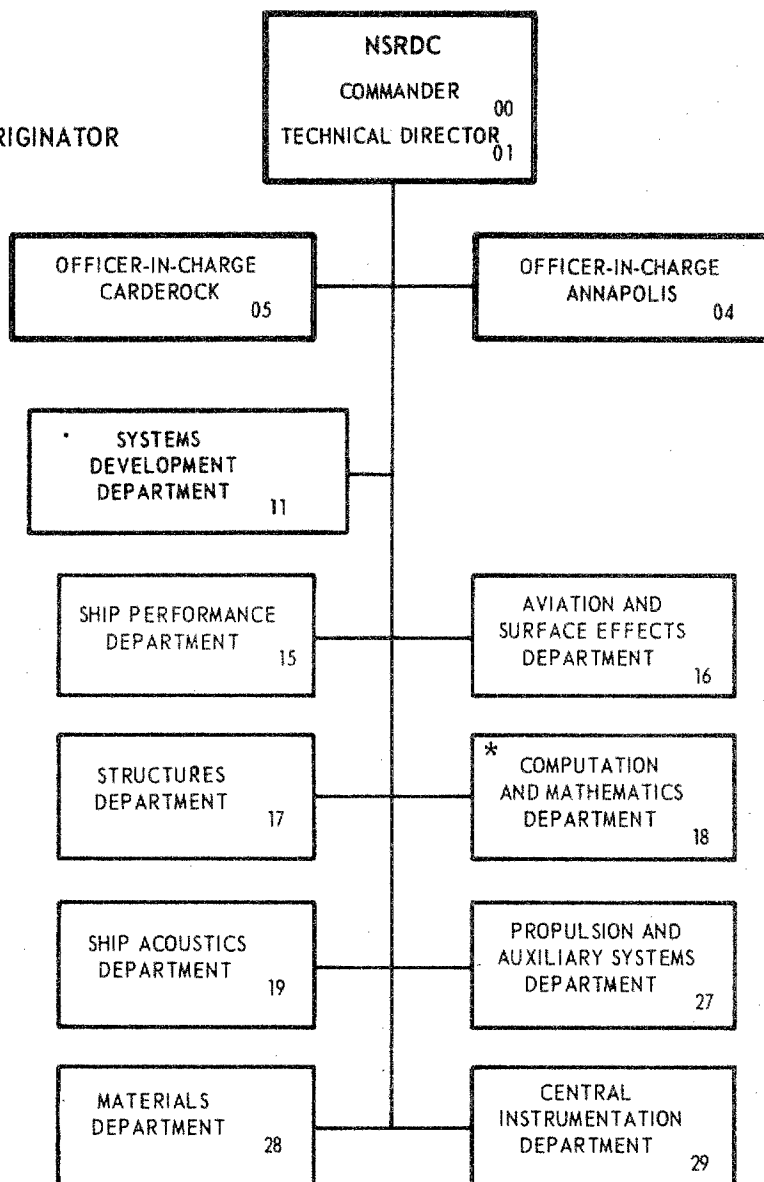 NSRDC
COMMANDER
00
RIGINATOR
TECHNICAL DIRECTOR
01
OFFICER-IN-CHARGE
CARDEROCK
05
OFFICER-IN-CHARGE
ANNAPOLIS
04
SYSTEMS
DEVELOPMENT
DEPARTMENT
11
SHIP PERFORMANCE
DEPARTMENT
15
AVIATION AND
SURFACE EFFECTS
DEPARTMENT
16
STRUCTURES
DEPARTMENT
17
* COMPUTATION
AND MATHEMATICS
DEPARTMENT
18
SHIP ACOUSTICS
DEPARTMENT
19
PROPULSION AND
AUXILIARY SYSTEMS
DEPARTMENT
27
MATERIALS
DEPARTMENT
28
CENTRAL
INSTRUMENTATION
DEPARTMENT
29